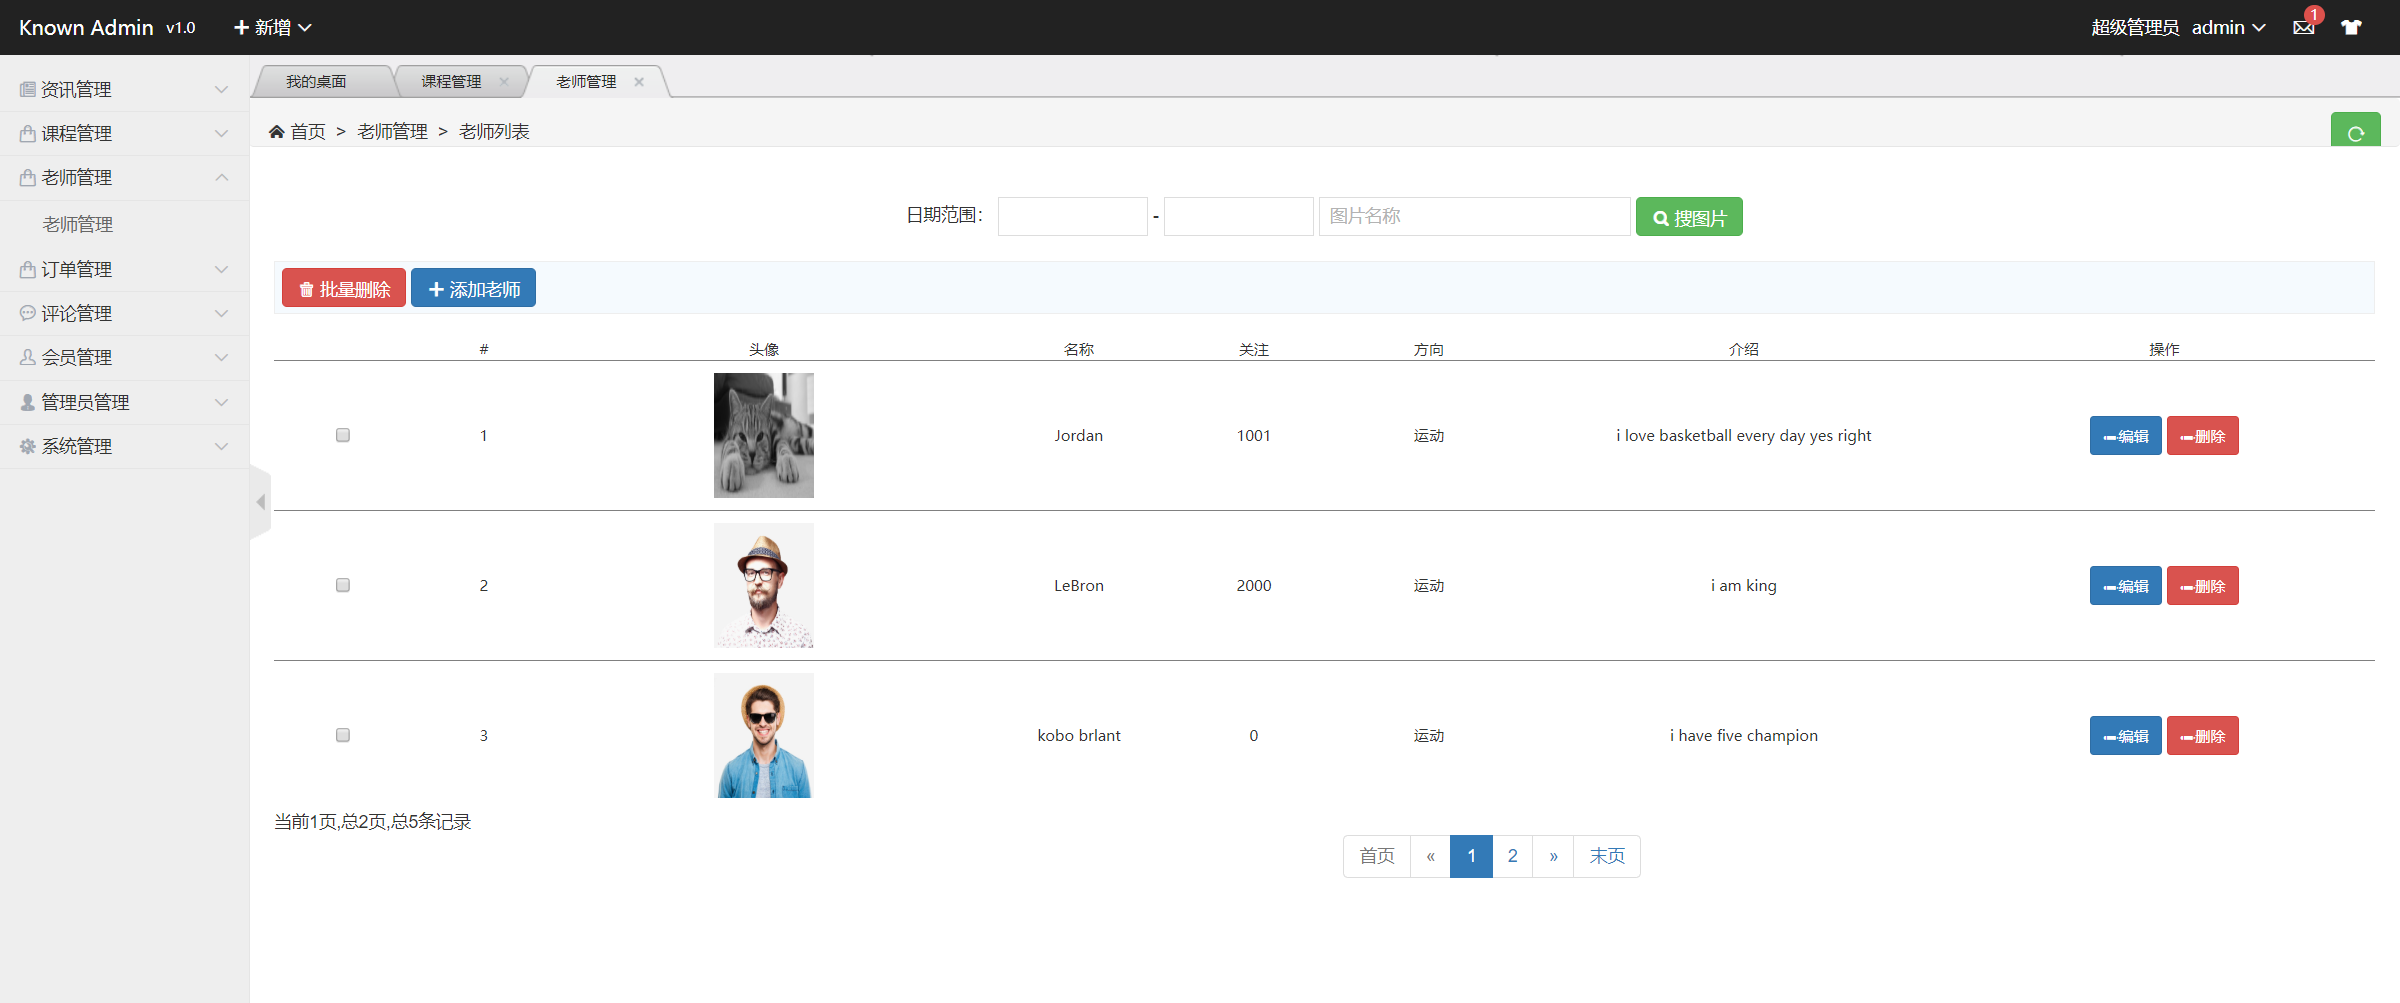 Known Admin v1.0 新增 超级管理员 admin 1
资讯管理
课程管理
老师管理
老师管理
订单管理
评论管理
会员管理
管理员管理
系统管理
我的桌面 课程管理 老师管理
首页 > 老师管理 > 老师列表
日期范围： - 图片名称 搜图片
批量删除 添加老师
# 头像 名称 关注 方向 介绍 操作
1 Jordan 1001 运动 i love basketball every day yes right 编辑 删除
2 LeBron 2000 运动 i am king 编辑 删除
3 kobo brlant 0 运动 i have five champion 编辑 删除
当前1页,总2页,总5条记录
首页 « 1 2 » 末页